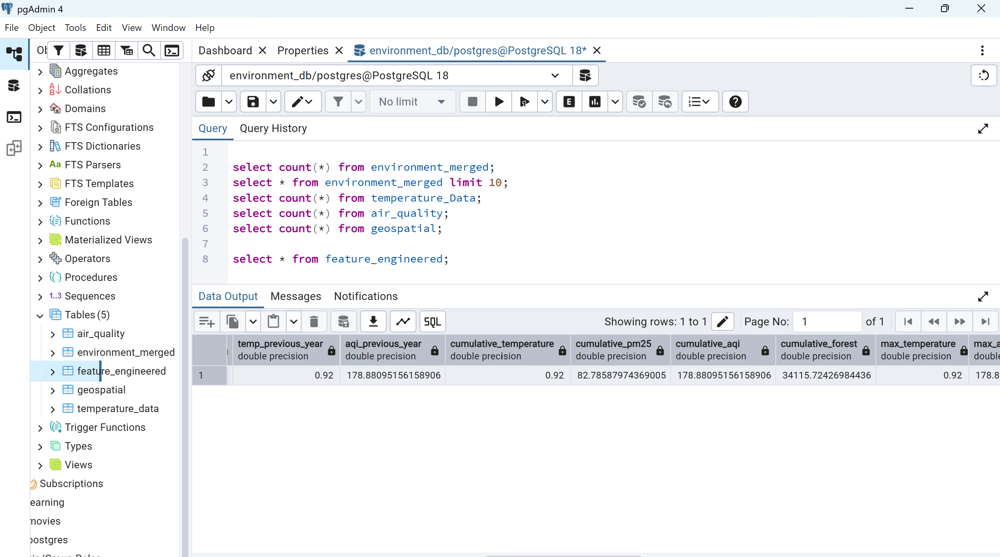 pgAdmin 4
File Object Tools Edit View Window Help
Dashboard Properties environment_db/postgres@PostgreSQL 18*
environment_db/postgres@PostgreSQL 18
No limit
Query Query History
1
2 select count(*) from environment_merged;
3 select * from environment_merged limit 10;
4 select count(*) from temperature_Data;
5 select count(*) from air_quality;
6 select count(*) from geospatial;
7
8 select * from feature_engineered;
Aggregates
Collations
Domains
FTS Configurations
FTS Dictionaries
Aa FTS Parsers
FTS Templates
Foreign Tables
Functions
Materialized Views
Operators
Procedures
1..3 Sequences
Tables (5)
air_quality
environment_merged
feature_engineered
geospatial
temperature_data
Trigger Functions
Types
Views
Subscriptions
earning
movies
postgres
Data Output Messages Notifications
SQL Showing rows: 1 to 1 Page No: 1 of 1
temp_previous_year aqi_previous_year cumulative_temperature cumulative_pm25 cumulative_aqi cumulative_forest max_temperature max_a
double precision double precision double precision double precision double precision double precision double precision double
1 0.92 178.88095156158906 0.92 82.78587974369005 178.88095156158906 34115.72426984436 0.92 178.8